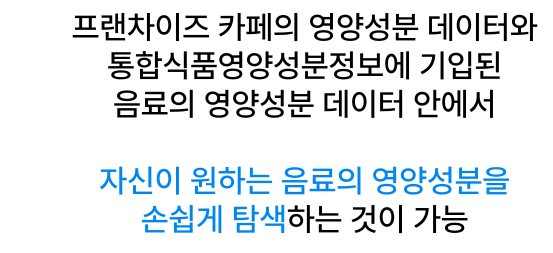 프랜차이즈 카페의 영양성분 데이터와
통합식품영양성분정보에 기입된
음료의 영양성분 데이터 안에서
자신이 원하는 음료의 영양성분을
손쉽게 탐색하는 것이 가능